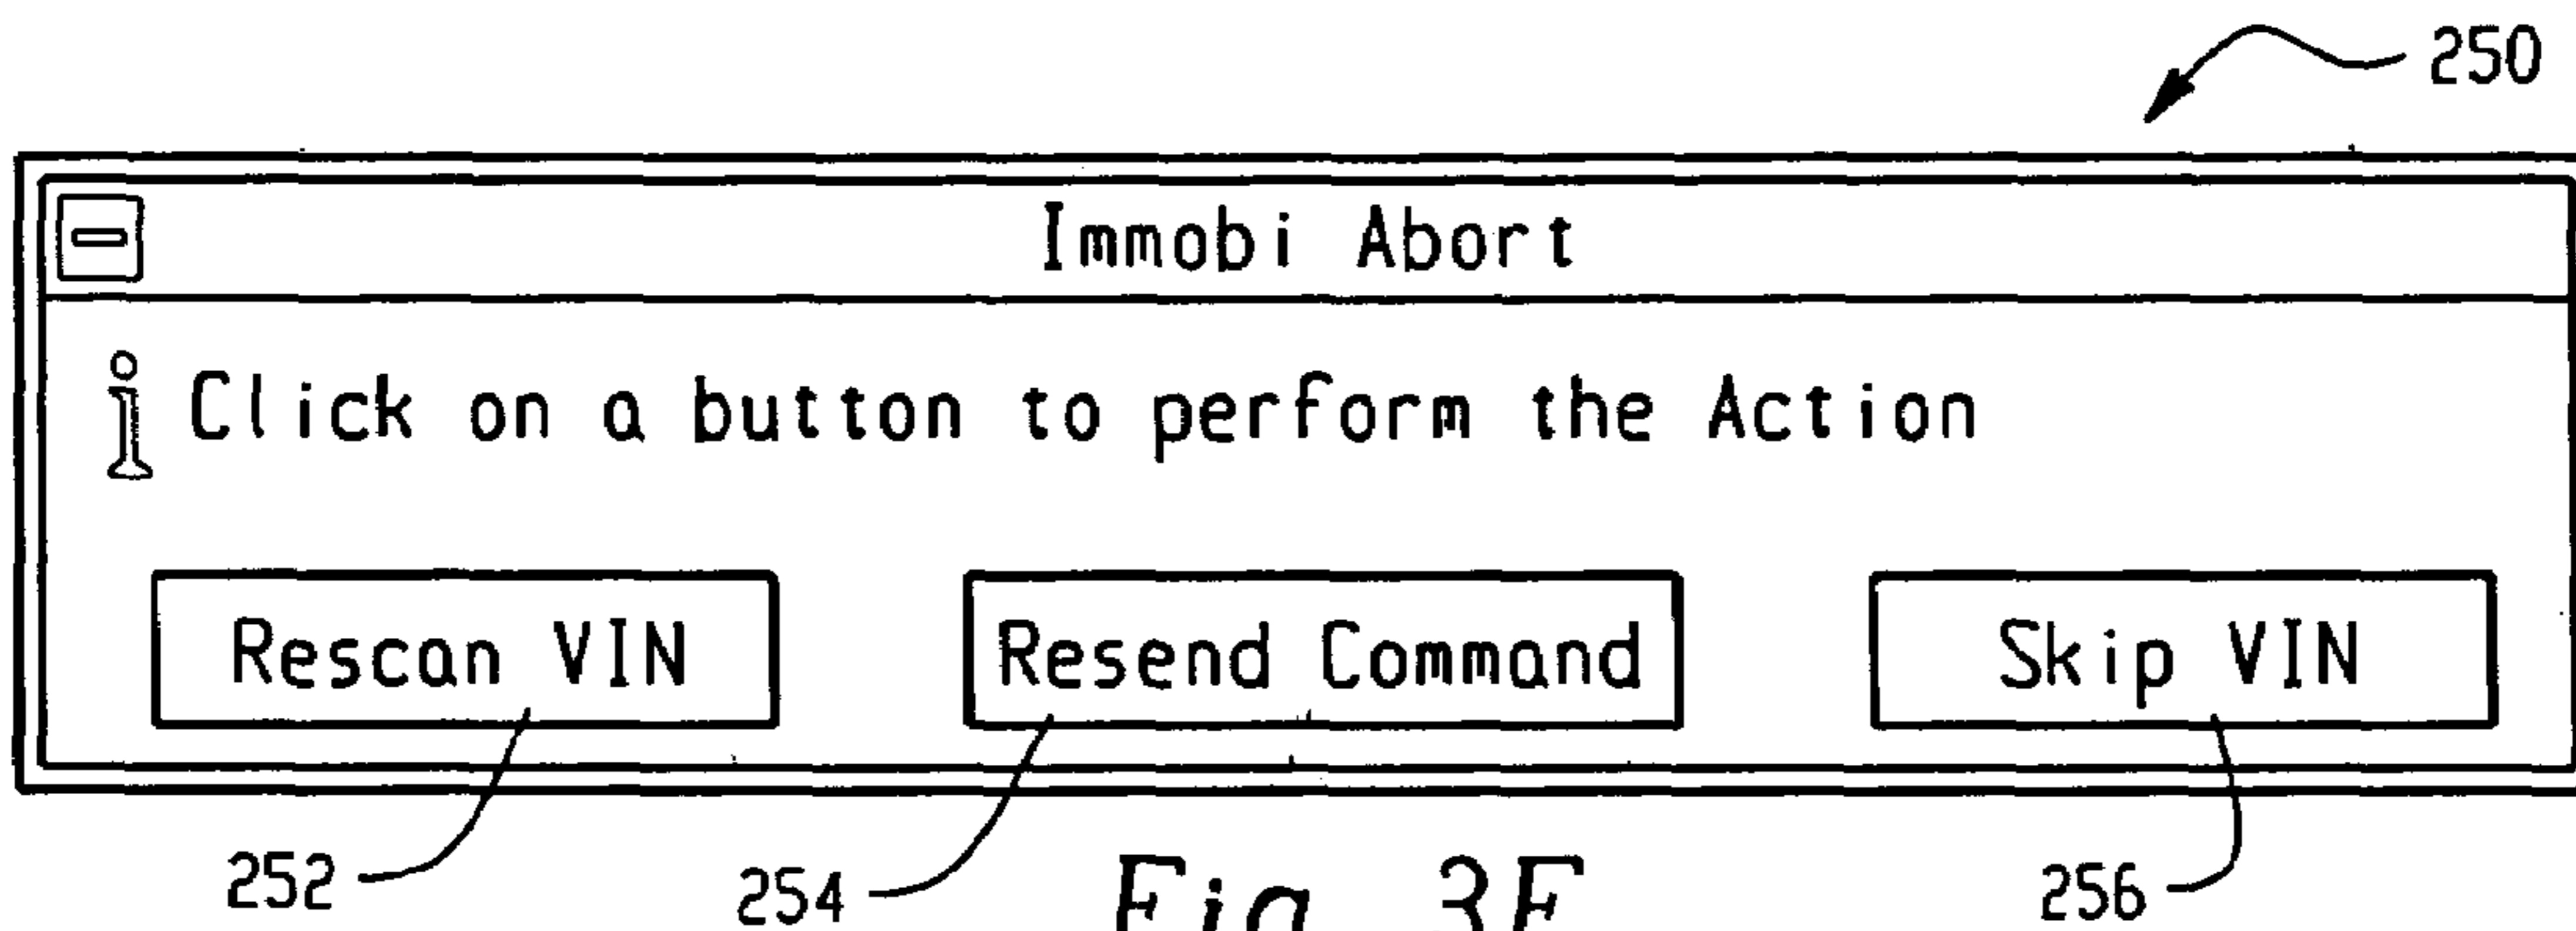 250
Immobi Abort
i Click on a button to perform the Action
Rescan VIN Resend Command Skip VIN
252 254 256
Fig.